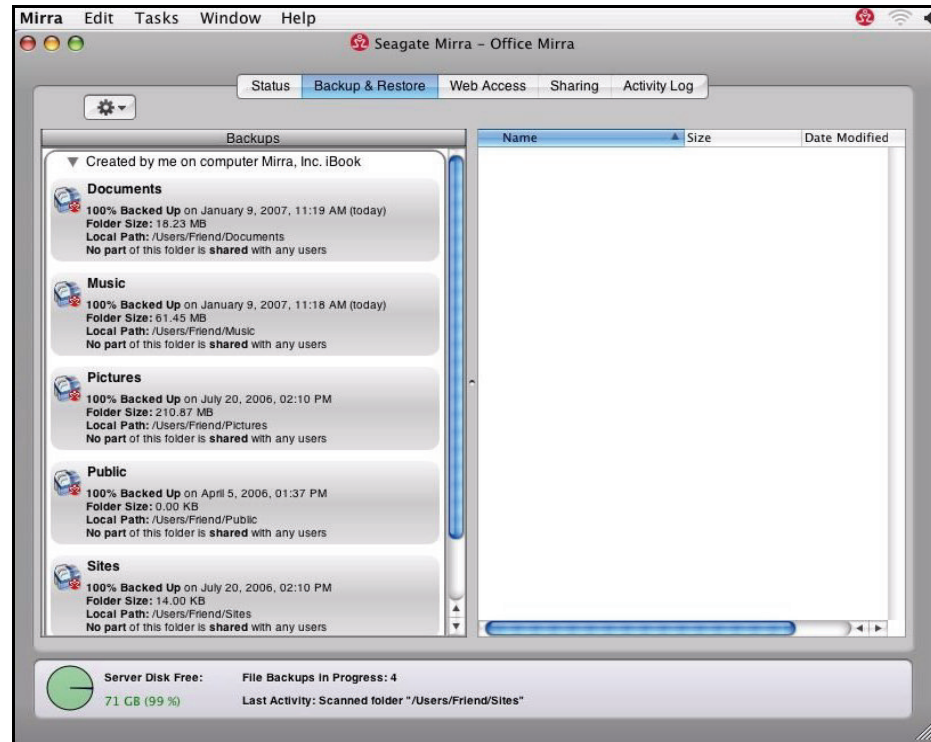 Mirra Edit Tasks Window Help
Seagate Mirra – Office Mirra
Status Backup & Restore Web Access Sharing Activity Log
Backups
Name Size Date Modified
Created by me on computer Mirra, Inc. iBook
Documents
100% Backed Up on January 9, 2007, 11:19 AM (today)
Folder Size: 18.23 MB
Local Path: /Users/Friend/Documents
No part of this folder is shared with any users
Music
100% Backed Up on January 9, 2007, 11:18 AM (today)
Folder Size: 61.45 MB
Local Path: /Users/Friend/Music
No part of this folder is shared with any users
Pictures
100% Backed Up on July 20, 2006, 02:10 PM
Folder Size: 210.87 MB
Local Path: /Users/Friend/Pictures
No part of this folder is shared with any users
Public
100% Backed Up on April 5, 2006, 01:37 PM
Folder Size: 0.00 KB
Local Path: /Users/Friend/Public
No part of this folder is shared with any users
Sites
100% Backed Up on July 20, 2006, 02:10 PM
Folder Size: 14.00 KB
Local Path: /Users/Friend/Sites
No part of this folder is shared with any users
Server Disk Free: File Backups in Progress: 4
71 GB (99 %) Last Activity: Scanned folder "/Users/Friend/Sites"